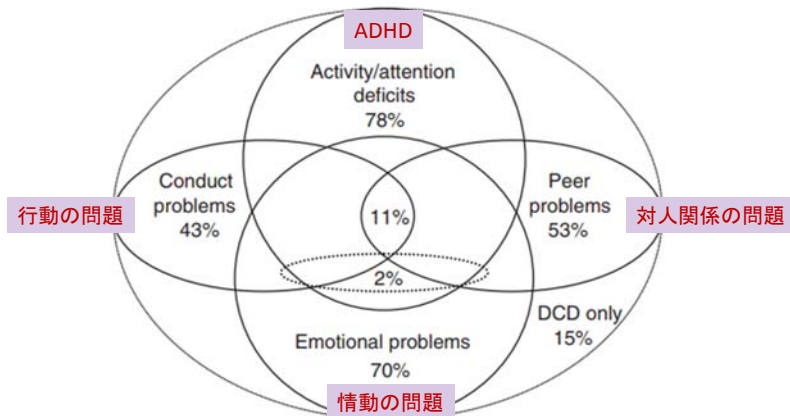 ADHD
Activity/attention
deficits
78%
Conduct
problems
43%
行動の問題
11%
Peer
problems
53%
対人関係の問題
2%
DCD only
15%
Emotional problems
70%
情動の問題